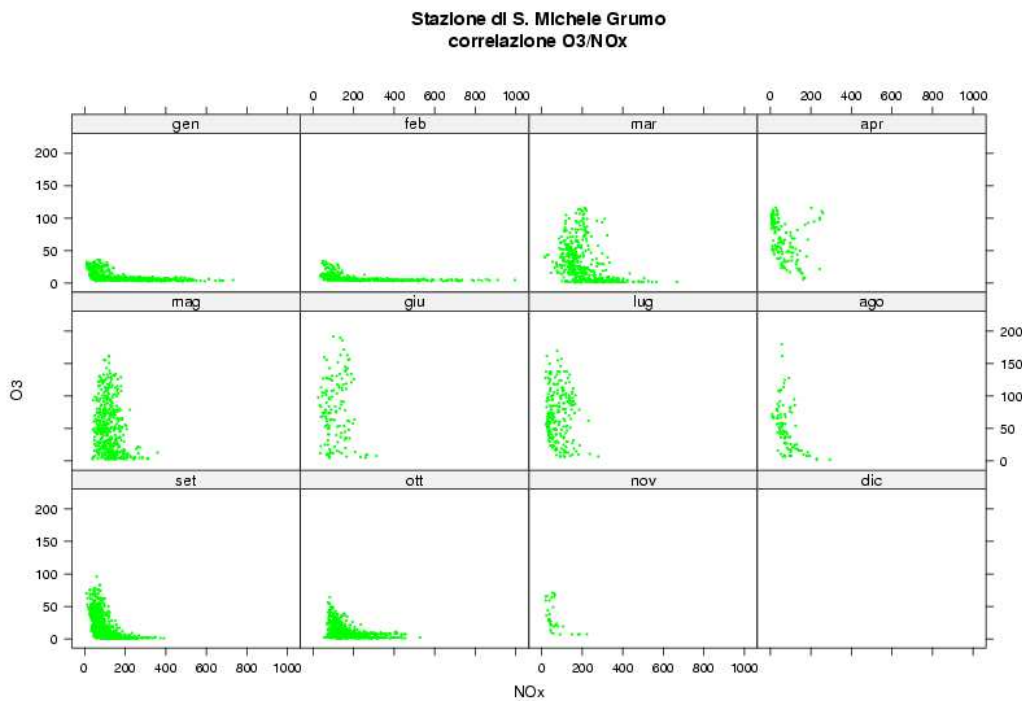 Stazione di S. Michele Grumo
correlazione O3/NOx
0 200 400 600 800 1000 0 200 400 600 800 1000
gen feb mar apr
200
150
100
50
0
mag giu lug ago
200
150
100
50
0
O3
set ott nov dic
200
150
100
50
0
0 200 400 600 800 1000 0 200 400 600 800 1000
NOx